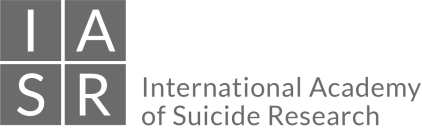 I A
S R
International Academy
of Suicide Research